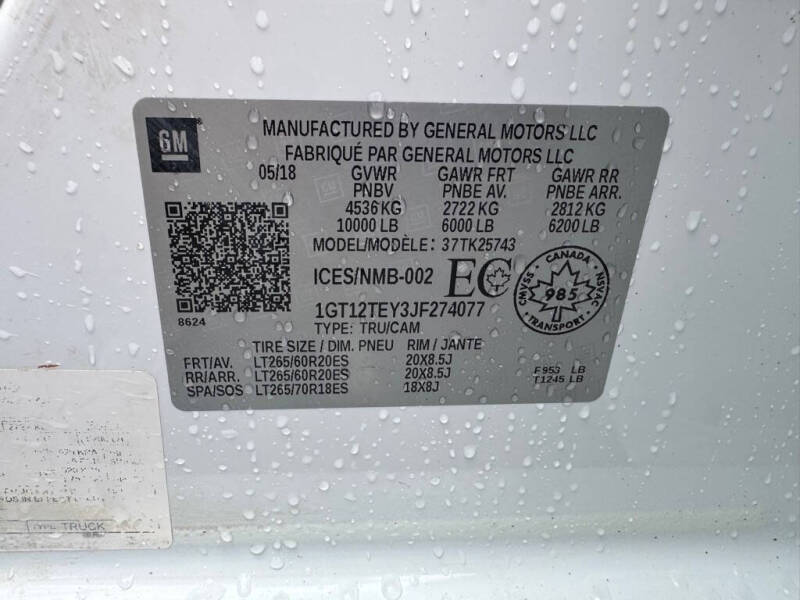 GM
MANUFACTURED BY GENERAL MOTORS LLC
FABRIQUÉ PAR GENERAL MOTORS LLC
05/18 GVWR GAWR FRT GAWR RR
PNBV PNBE AV. PNBE ARR.
4536 KG 2722 KG 2812 KG
10000 LB 6000 LB 6200 LB
MODEL/MODÈLE: 37TK25743
ICES/NMB-002 EC
CANADA
CMVSS 985 NSVAC
TRANSPORT
8624
1GT12TEY3JF274077
TYPE: TRU/CAM
TIRE SIZE / DIM. PNEU RIM / JANTE
FRT/AV. LT265/60R20ES 20X8.5J
RR/ARR. LT265/60R20ES 20X8.5J
SPA/SOS LT265/70R18ES 18X8J
F953 LB
T1245 LB
TRUCK